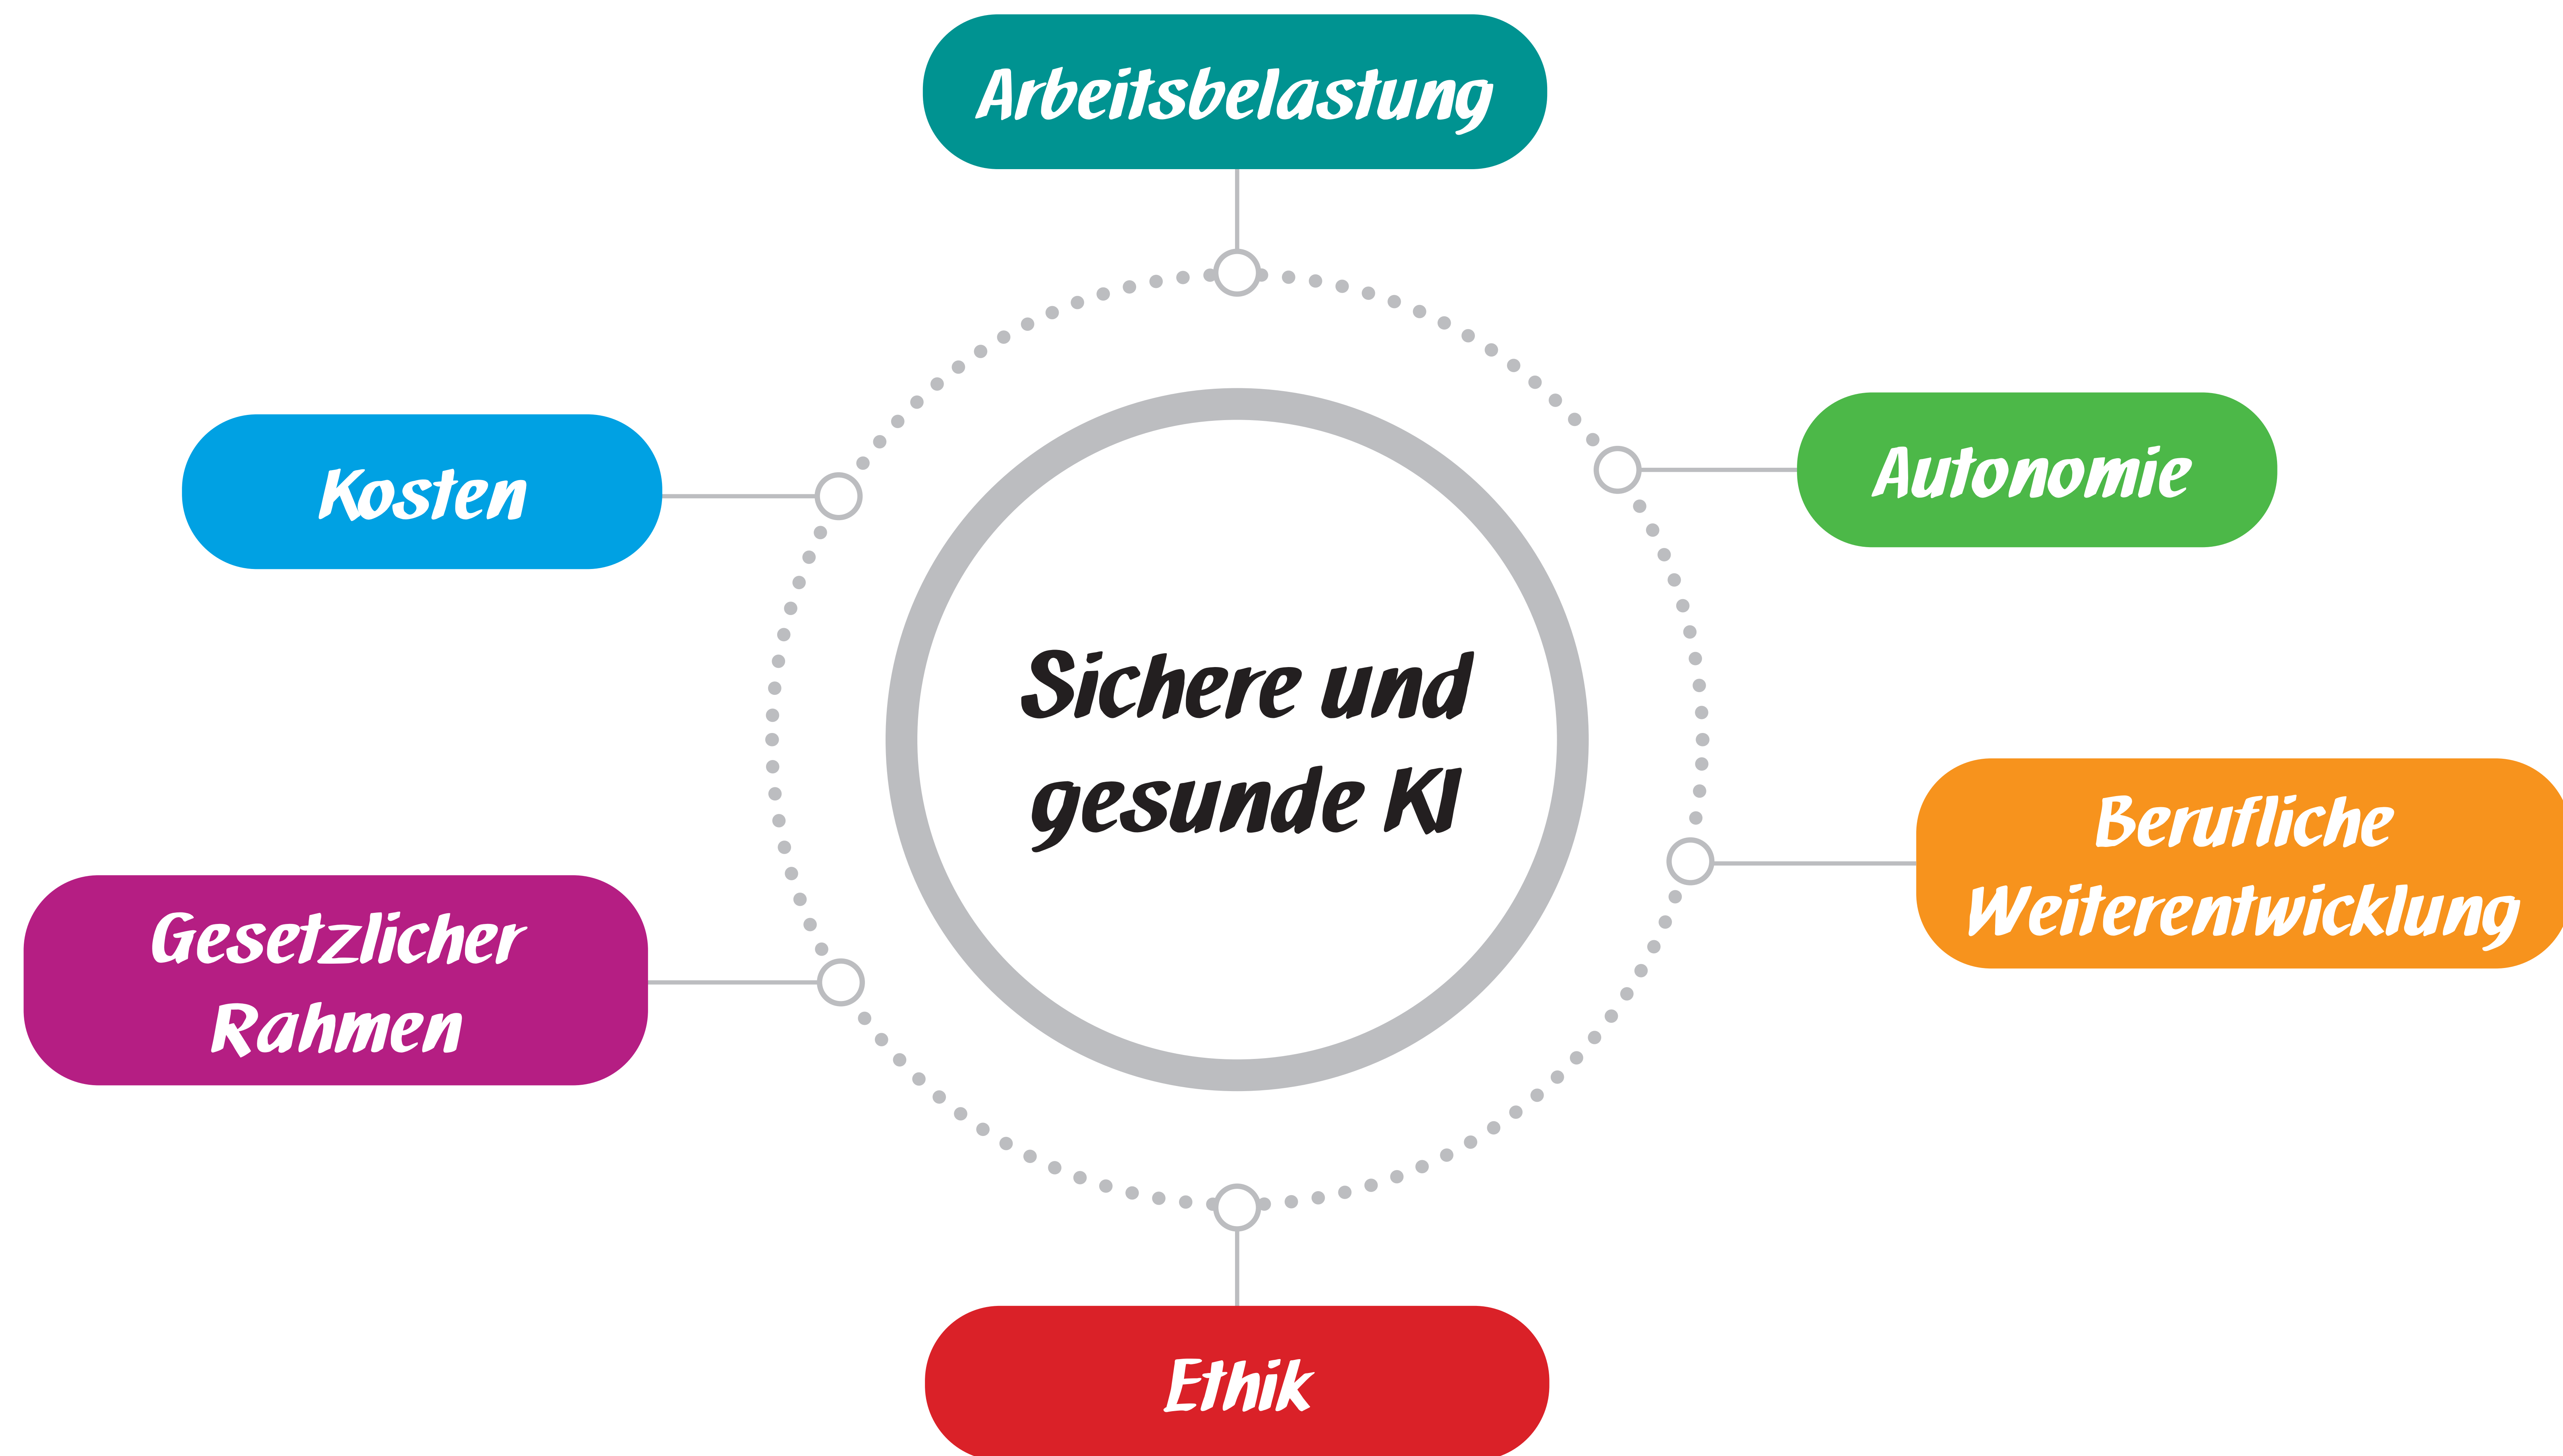 Arbeitsbelastung
Kosten
Autonomie
Sichere und
gesunde KI
Berufliche
Weiterentwicklung
Gesetzlicher
Rahmen
Ethik